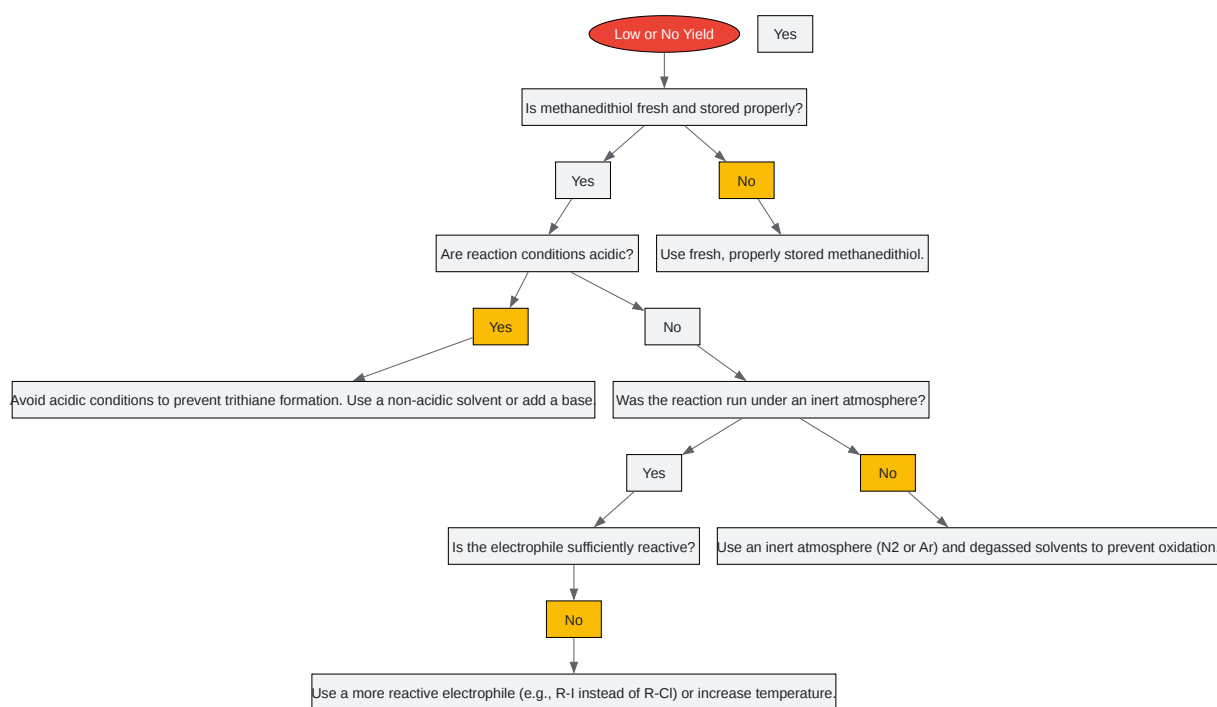 Low or No Yield
Yes
Is methanedithiol fresh and stored properly?
Yes
No
Are reaction conditions acidic?
Use fresh, properly stored methanedithiol.
Yes
No
Avoid acidic conditions to prevent trithiane formation. Use a non-acidic solvent or add a base.
Was the reaction run under an inert atmosphere?
Yes
No
Is the electrophile sufficiently reactive?
Use an inert atmosphere (N2 or Ar) and degassed solvents to prevent oxidation.
No
Use a more reactive electrophile (e.g., R-I instead of R-Cl) or increase temperature.